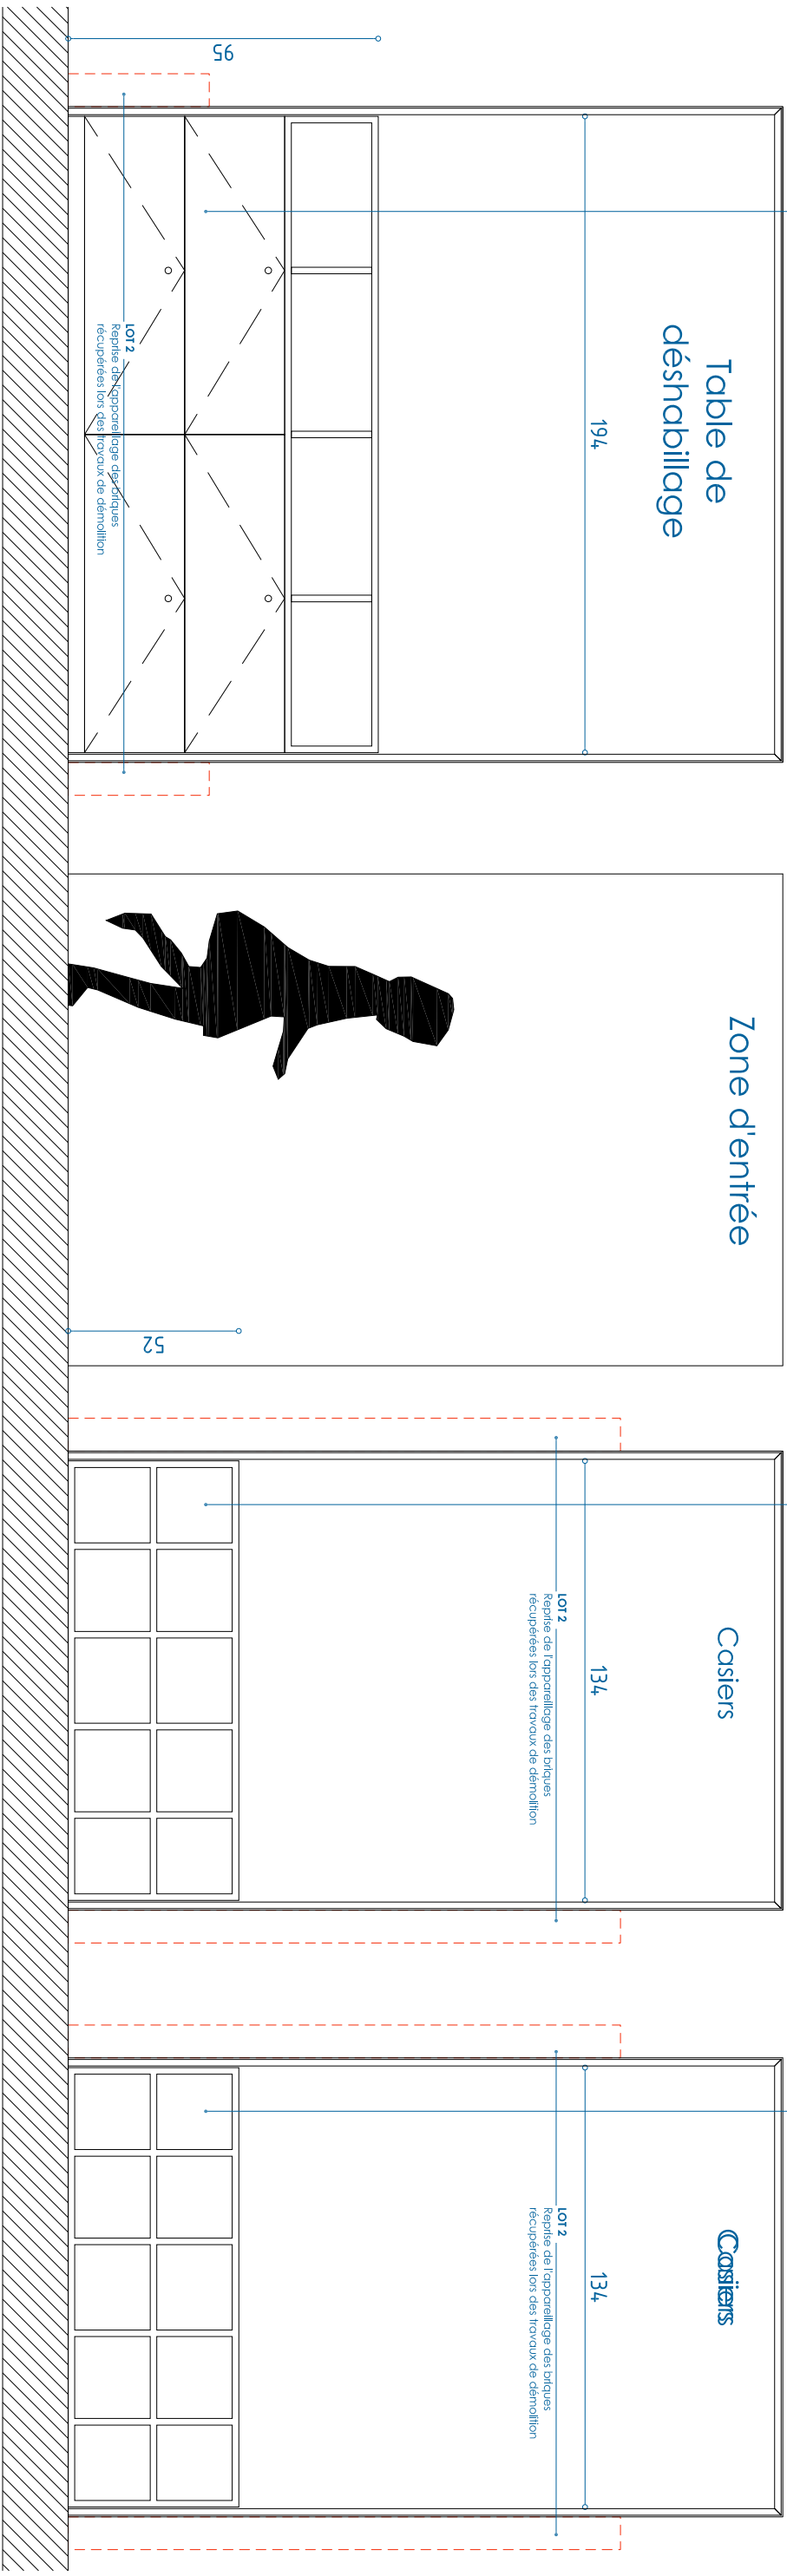 95
Table de
déshabillage
194
LOT 2
Reprise de l'appareillage des briques
récupérées lors des travaux de démolition
Zone d'entrée
52
Casiers
134
LOT 2
Reprise de l'appareillage des briques
récupérées lors des travaux de démolition
Casiers
134
LOT 2
Reprise de l'appareillage des briques
récupérées lors des travaux de démolition